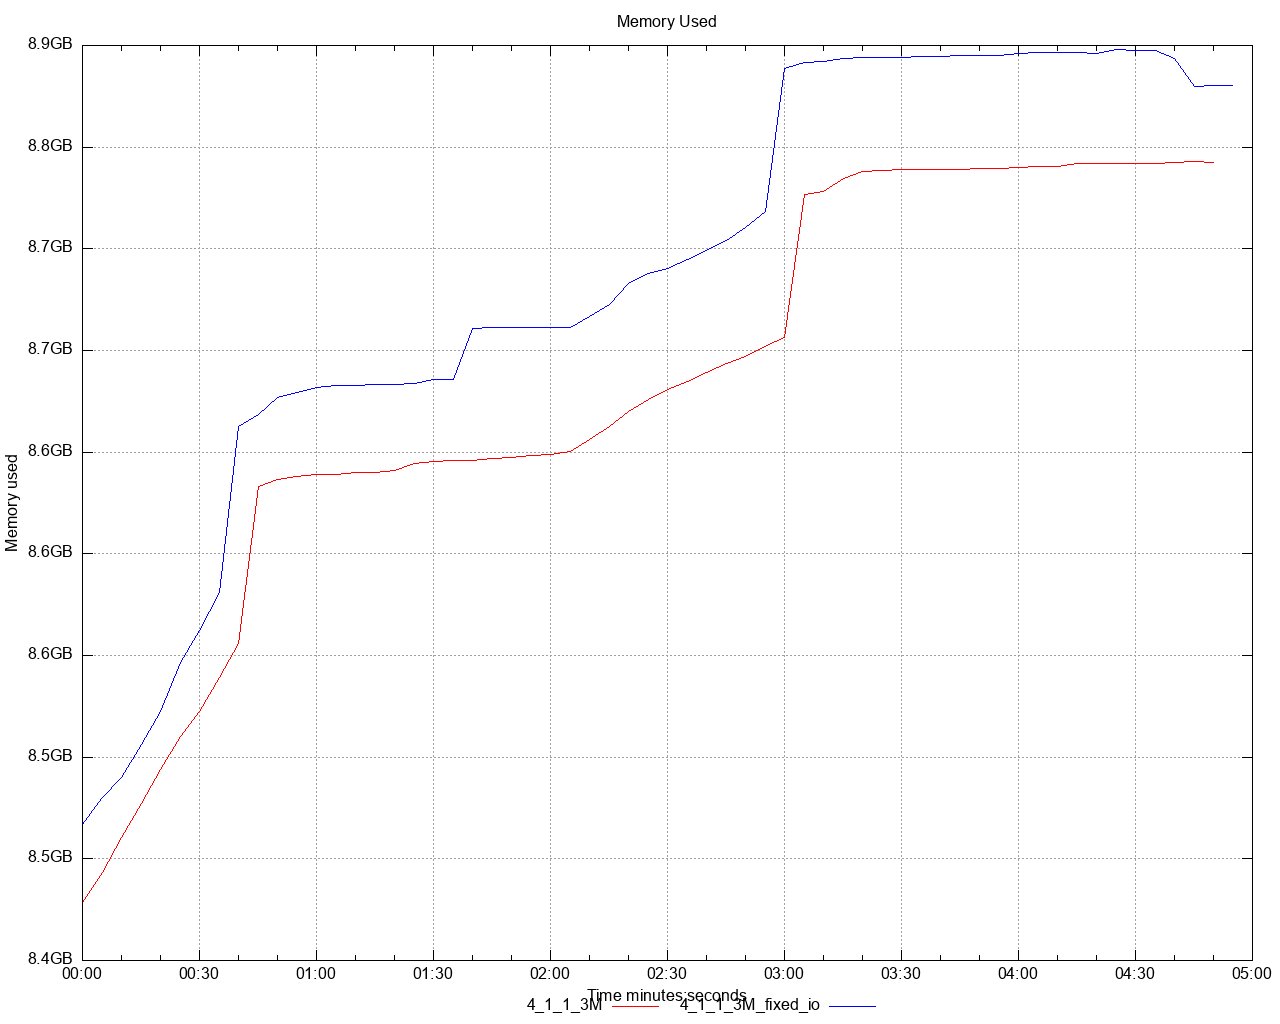 Memory Used
8.9GB
8.8GB
8.7GB
8.7GB
8.6GB
8.6GB
8.6GB
8.5GB
8.5GB
8.4GB
Memory used
00:00 00:30 01:00 01:30 02:00 02:30 03:00 03:30 04:00 04:30 05:00
Time minutes:seconds
4_1_1_3M 4_1_1_3M_fixed_io